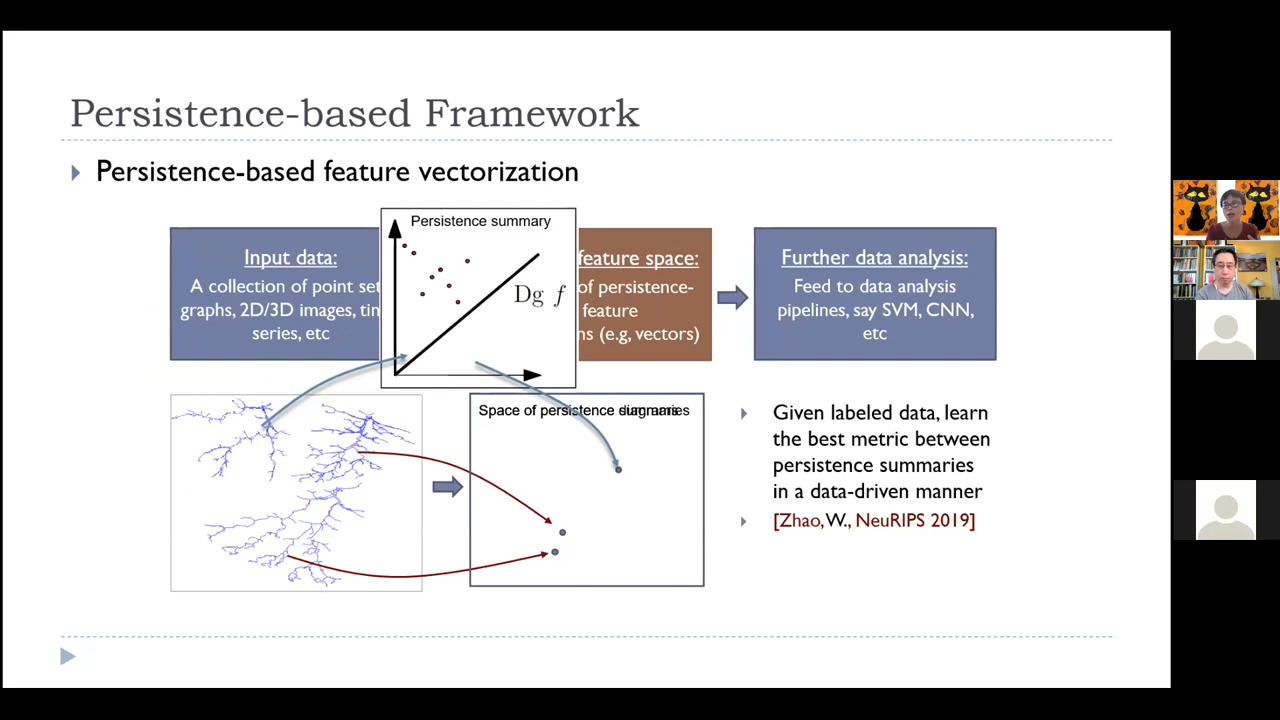 Persistence-based Framework
Persistence-based feature vectorization
Persistence summary
Dg f
Input data:
A collection of point set
graphs, 2D/3D images, tin
series, etc
feature space:
of persistence-
feature
ns (e.g, vectors)
Further data analysis:
Feed to data analysis
pipelines, say SVM, CNN,
etc
Space of persistence
Given labeled data, learn
the best metric between
persistence summaries
in a data-driven manner
[Zhao, W., NeuRIPS 2019]